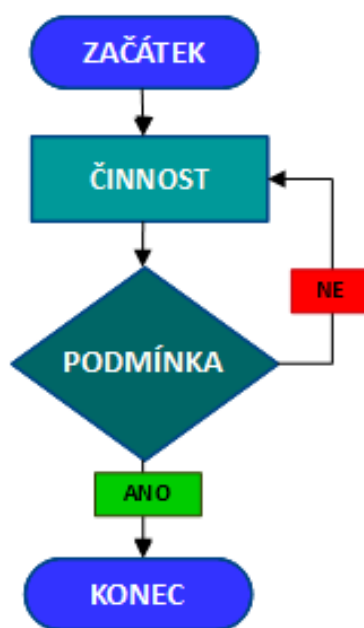 ZAČÁTEK
ČINNOST
NE
PODMÍNKA
ANO
KONEC